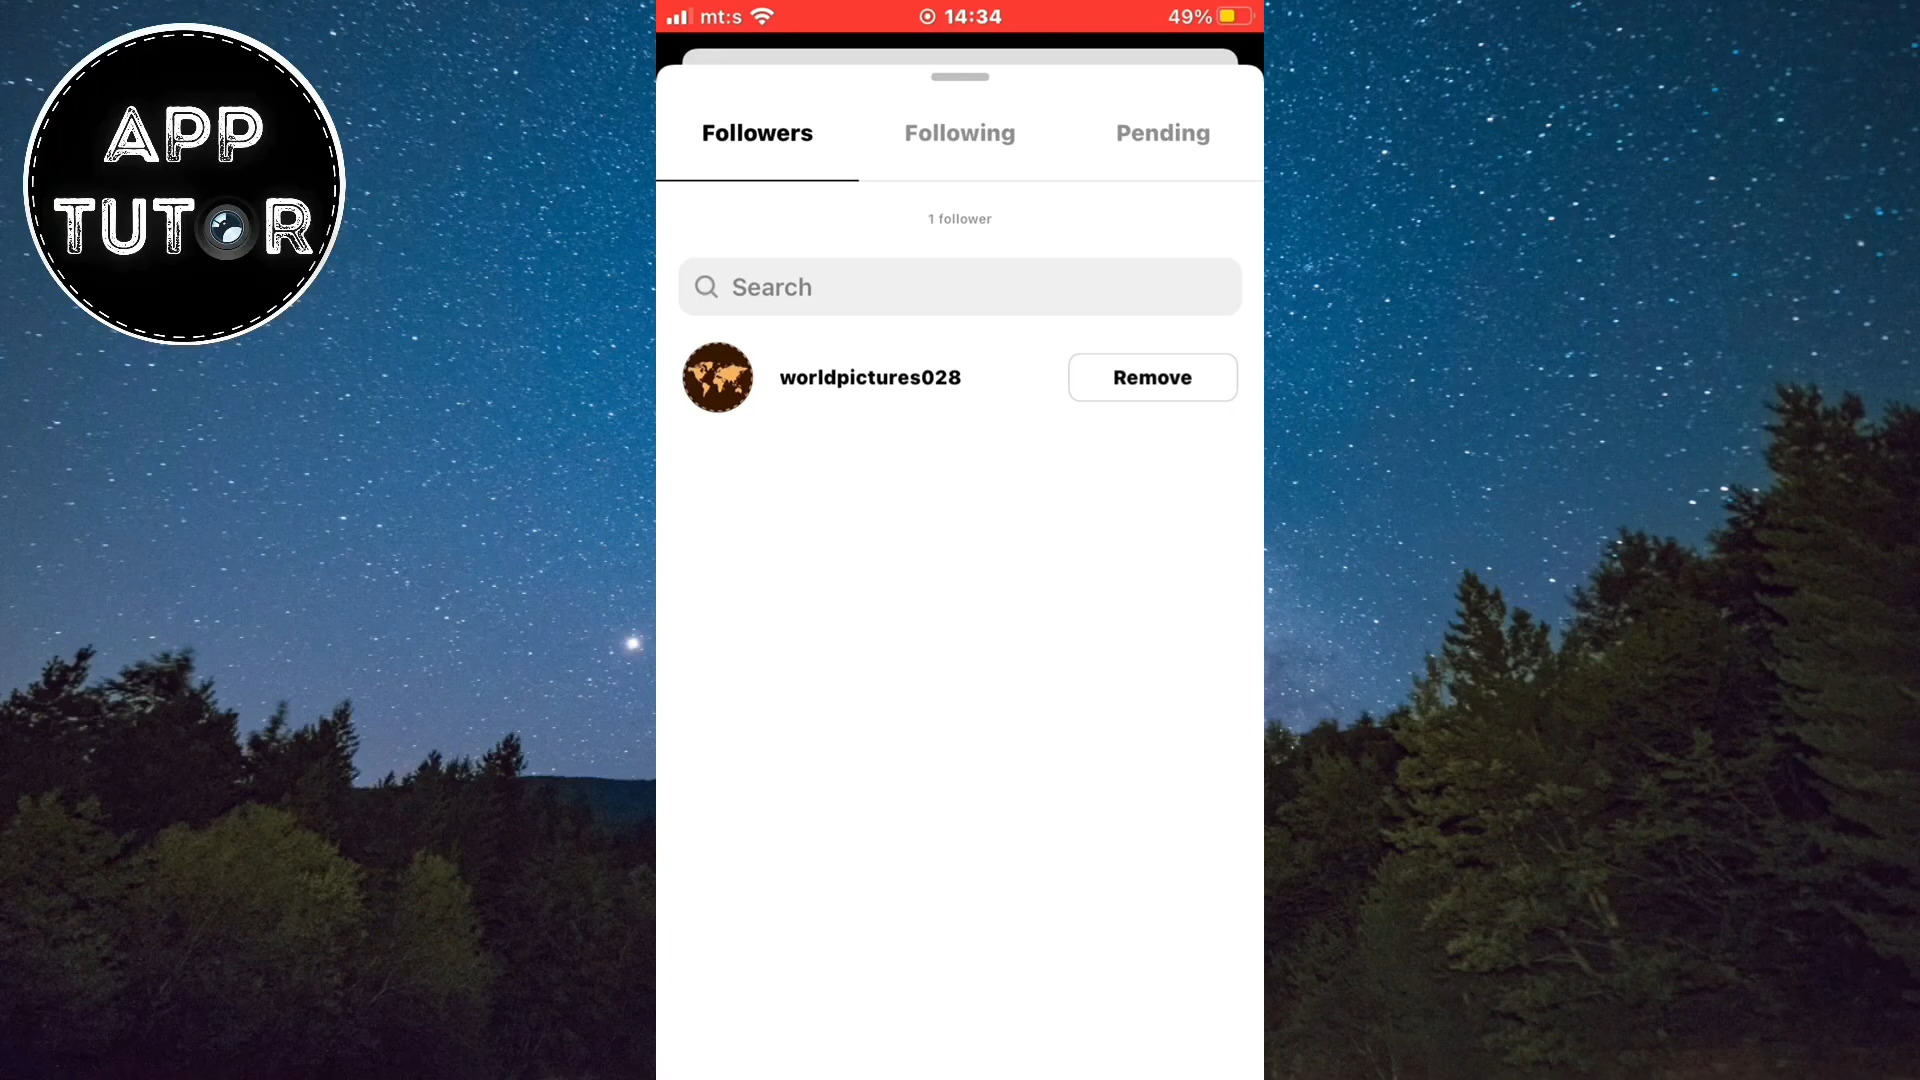 APP
TUTOR
mt:s 14:34 49%
Followers Following Pending
1 follower
Search
worldpictures028 Remove